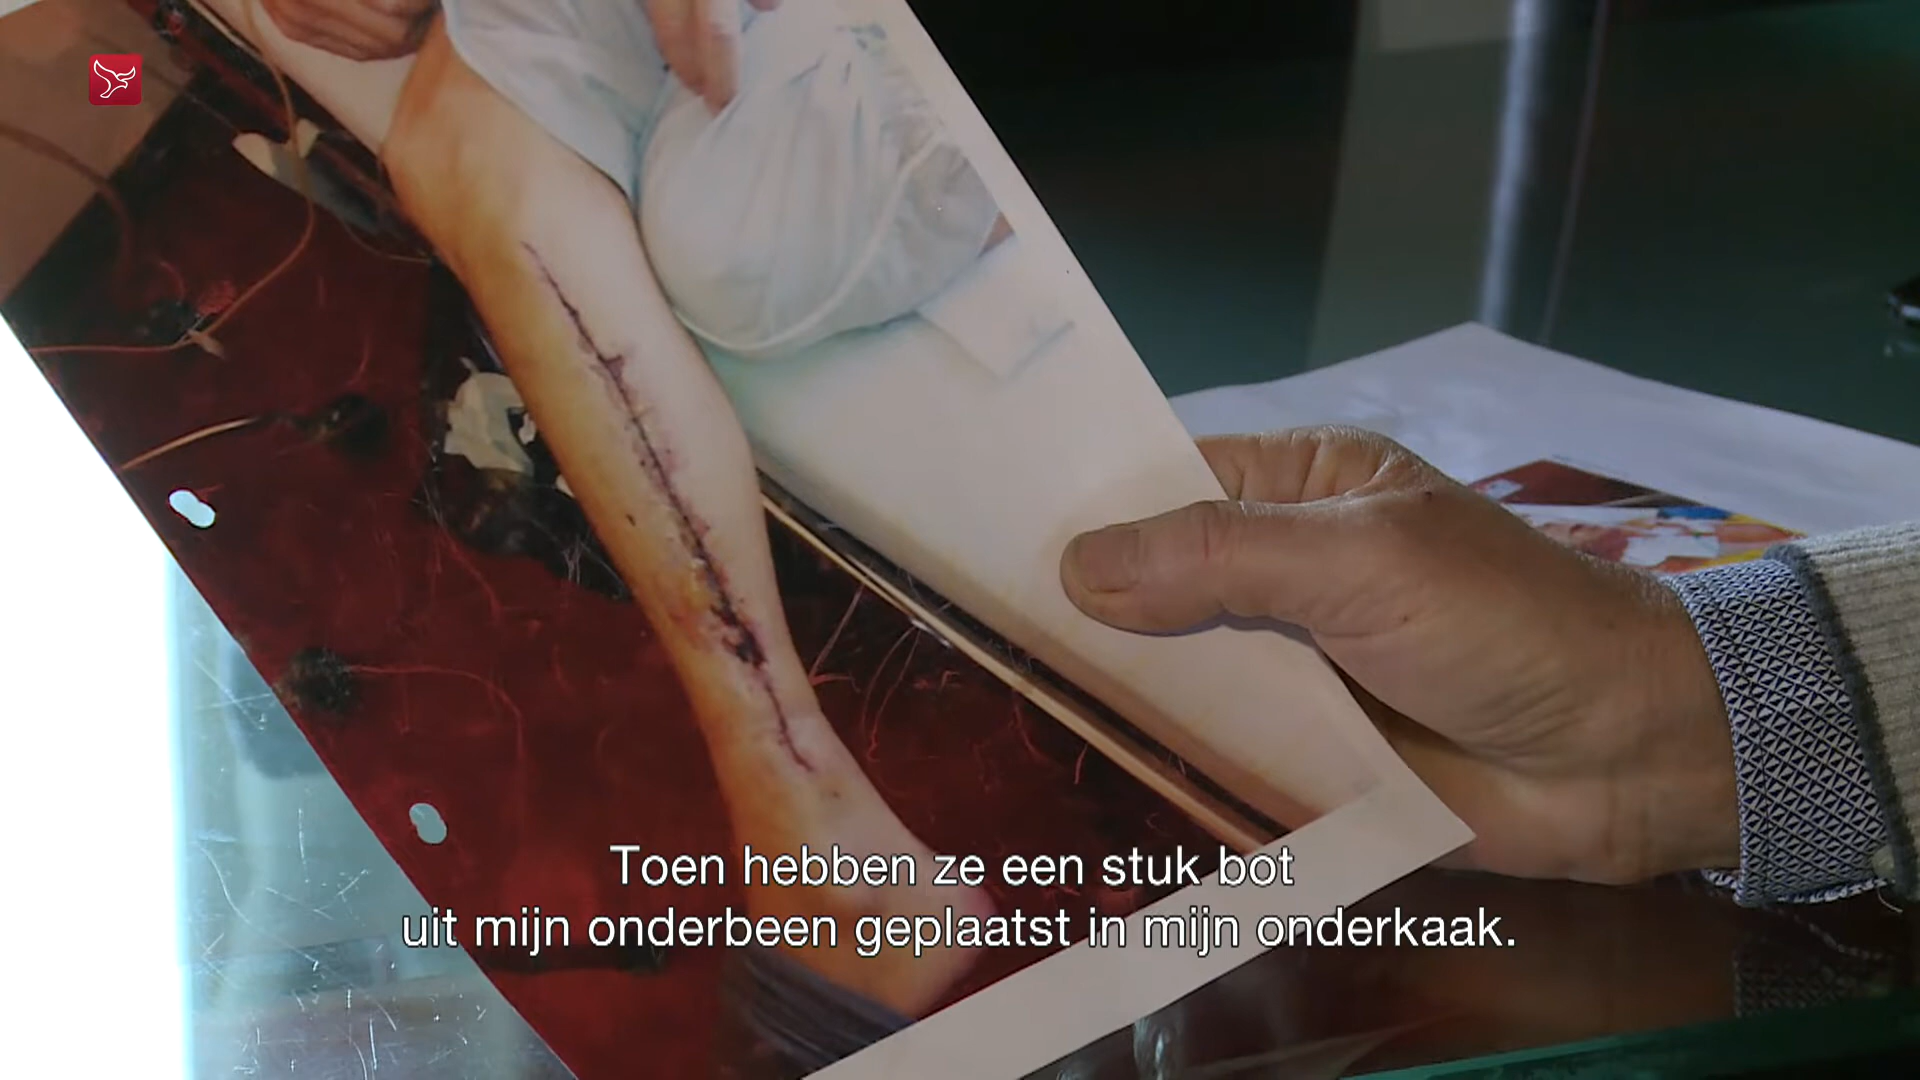 Toen hebben ze een stuk bot
uit mijn onderbeen geplaatst in mijn onderkaak.